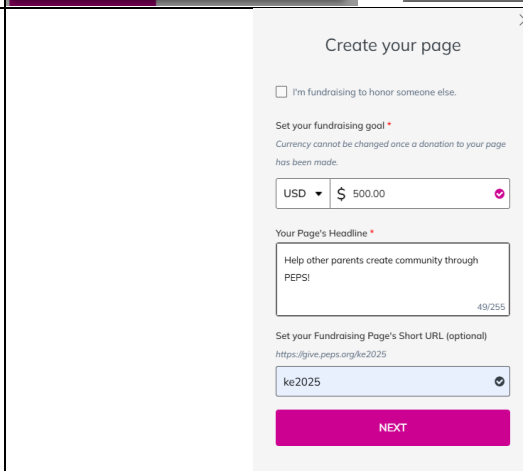 Create your page
I'm fundraising to honor someone else.
Set your fundraising goal *
Currency cannot be changed once a donation to your page
has been made.
USD $ 500.00
Your Page's Headline *
Help other parents create community through
PEPS!
49/255
Set your Fundraising Page's Short URL (optional)
https://give.peps.org/ke2025
ke2025
NEXT